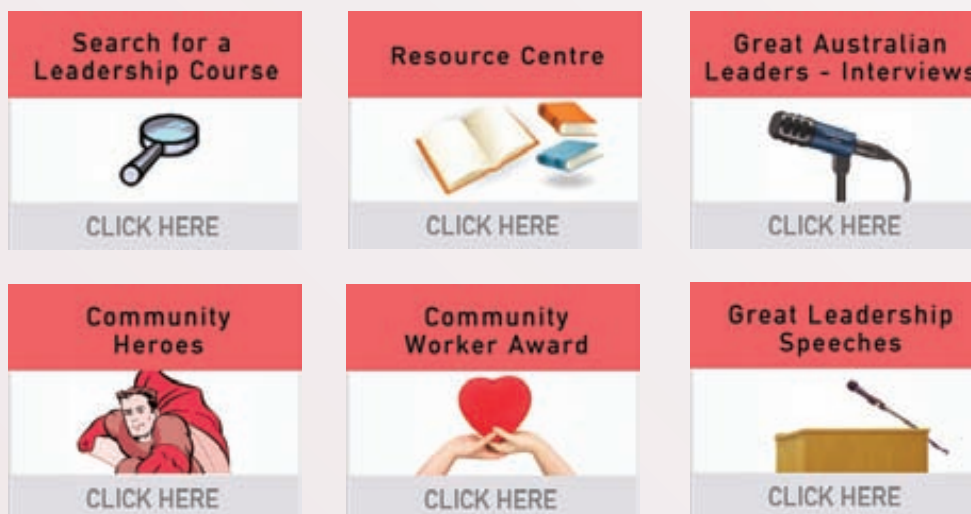 Search for a
Leadership Course
CLICK HERE
Resource Centre
CLICK HERE
Great Australian
Leaders - Interviews
CLICK HERE
Community
Heroes
CLICK HERE
Community
Worker Award
CLICK HERE
Great Leadership
Speeches
CLICK HERE